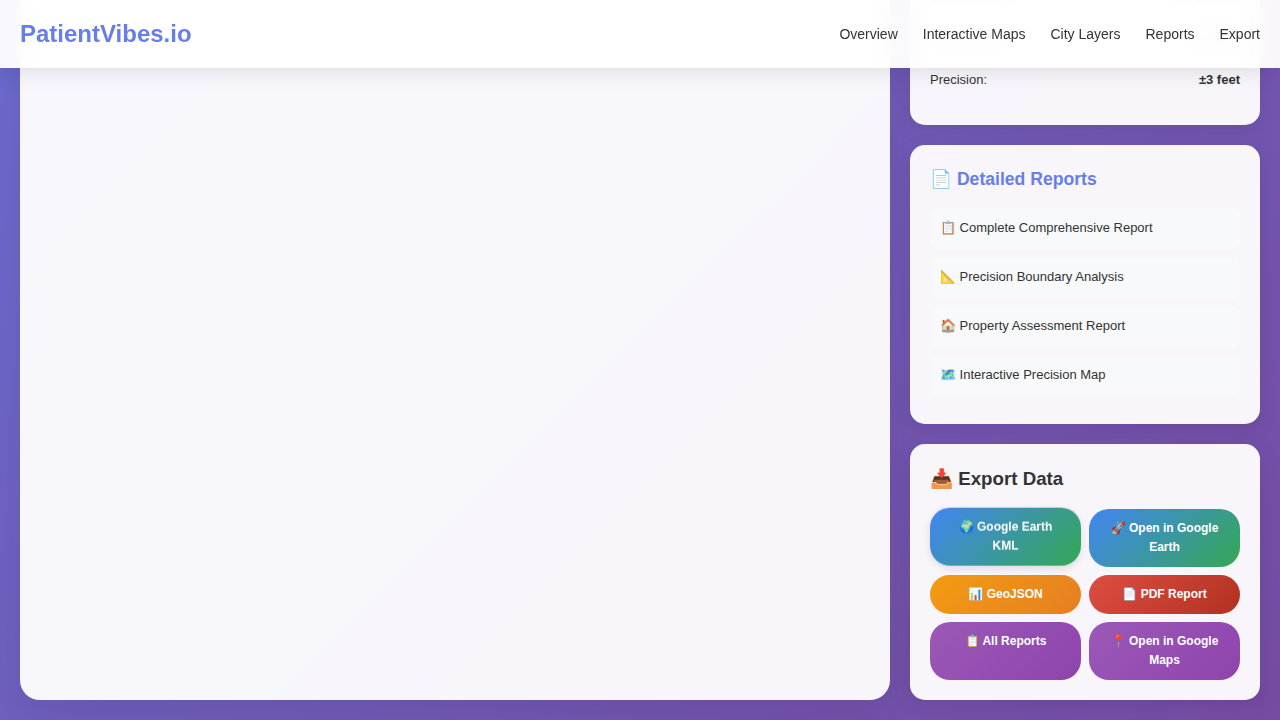 PatientVibes.io
Overview
Interactive Maps
City Layers
Reports
Export
Precision: ±3 feet
📄 Detailed Reports
📋 Complete Comprehensive Report
📐 Precision Boundary Analysis
🏠 Property Assessment Report
🗺️ Interactive Precision Map
📥 Export Data
🌍 Google Earth
KML
🚀 Open in Google
Earth
📊 GeoJSON
📄 PDF Report
📋 All Reports
📍 Open in Google
Maps